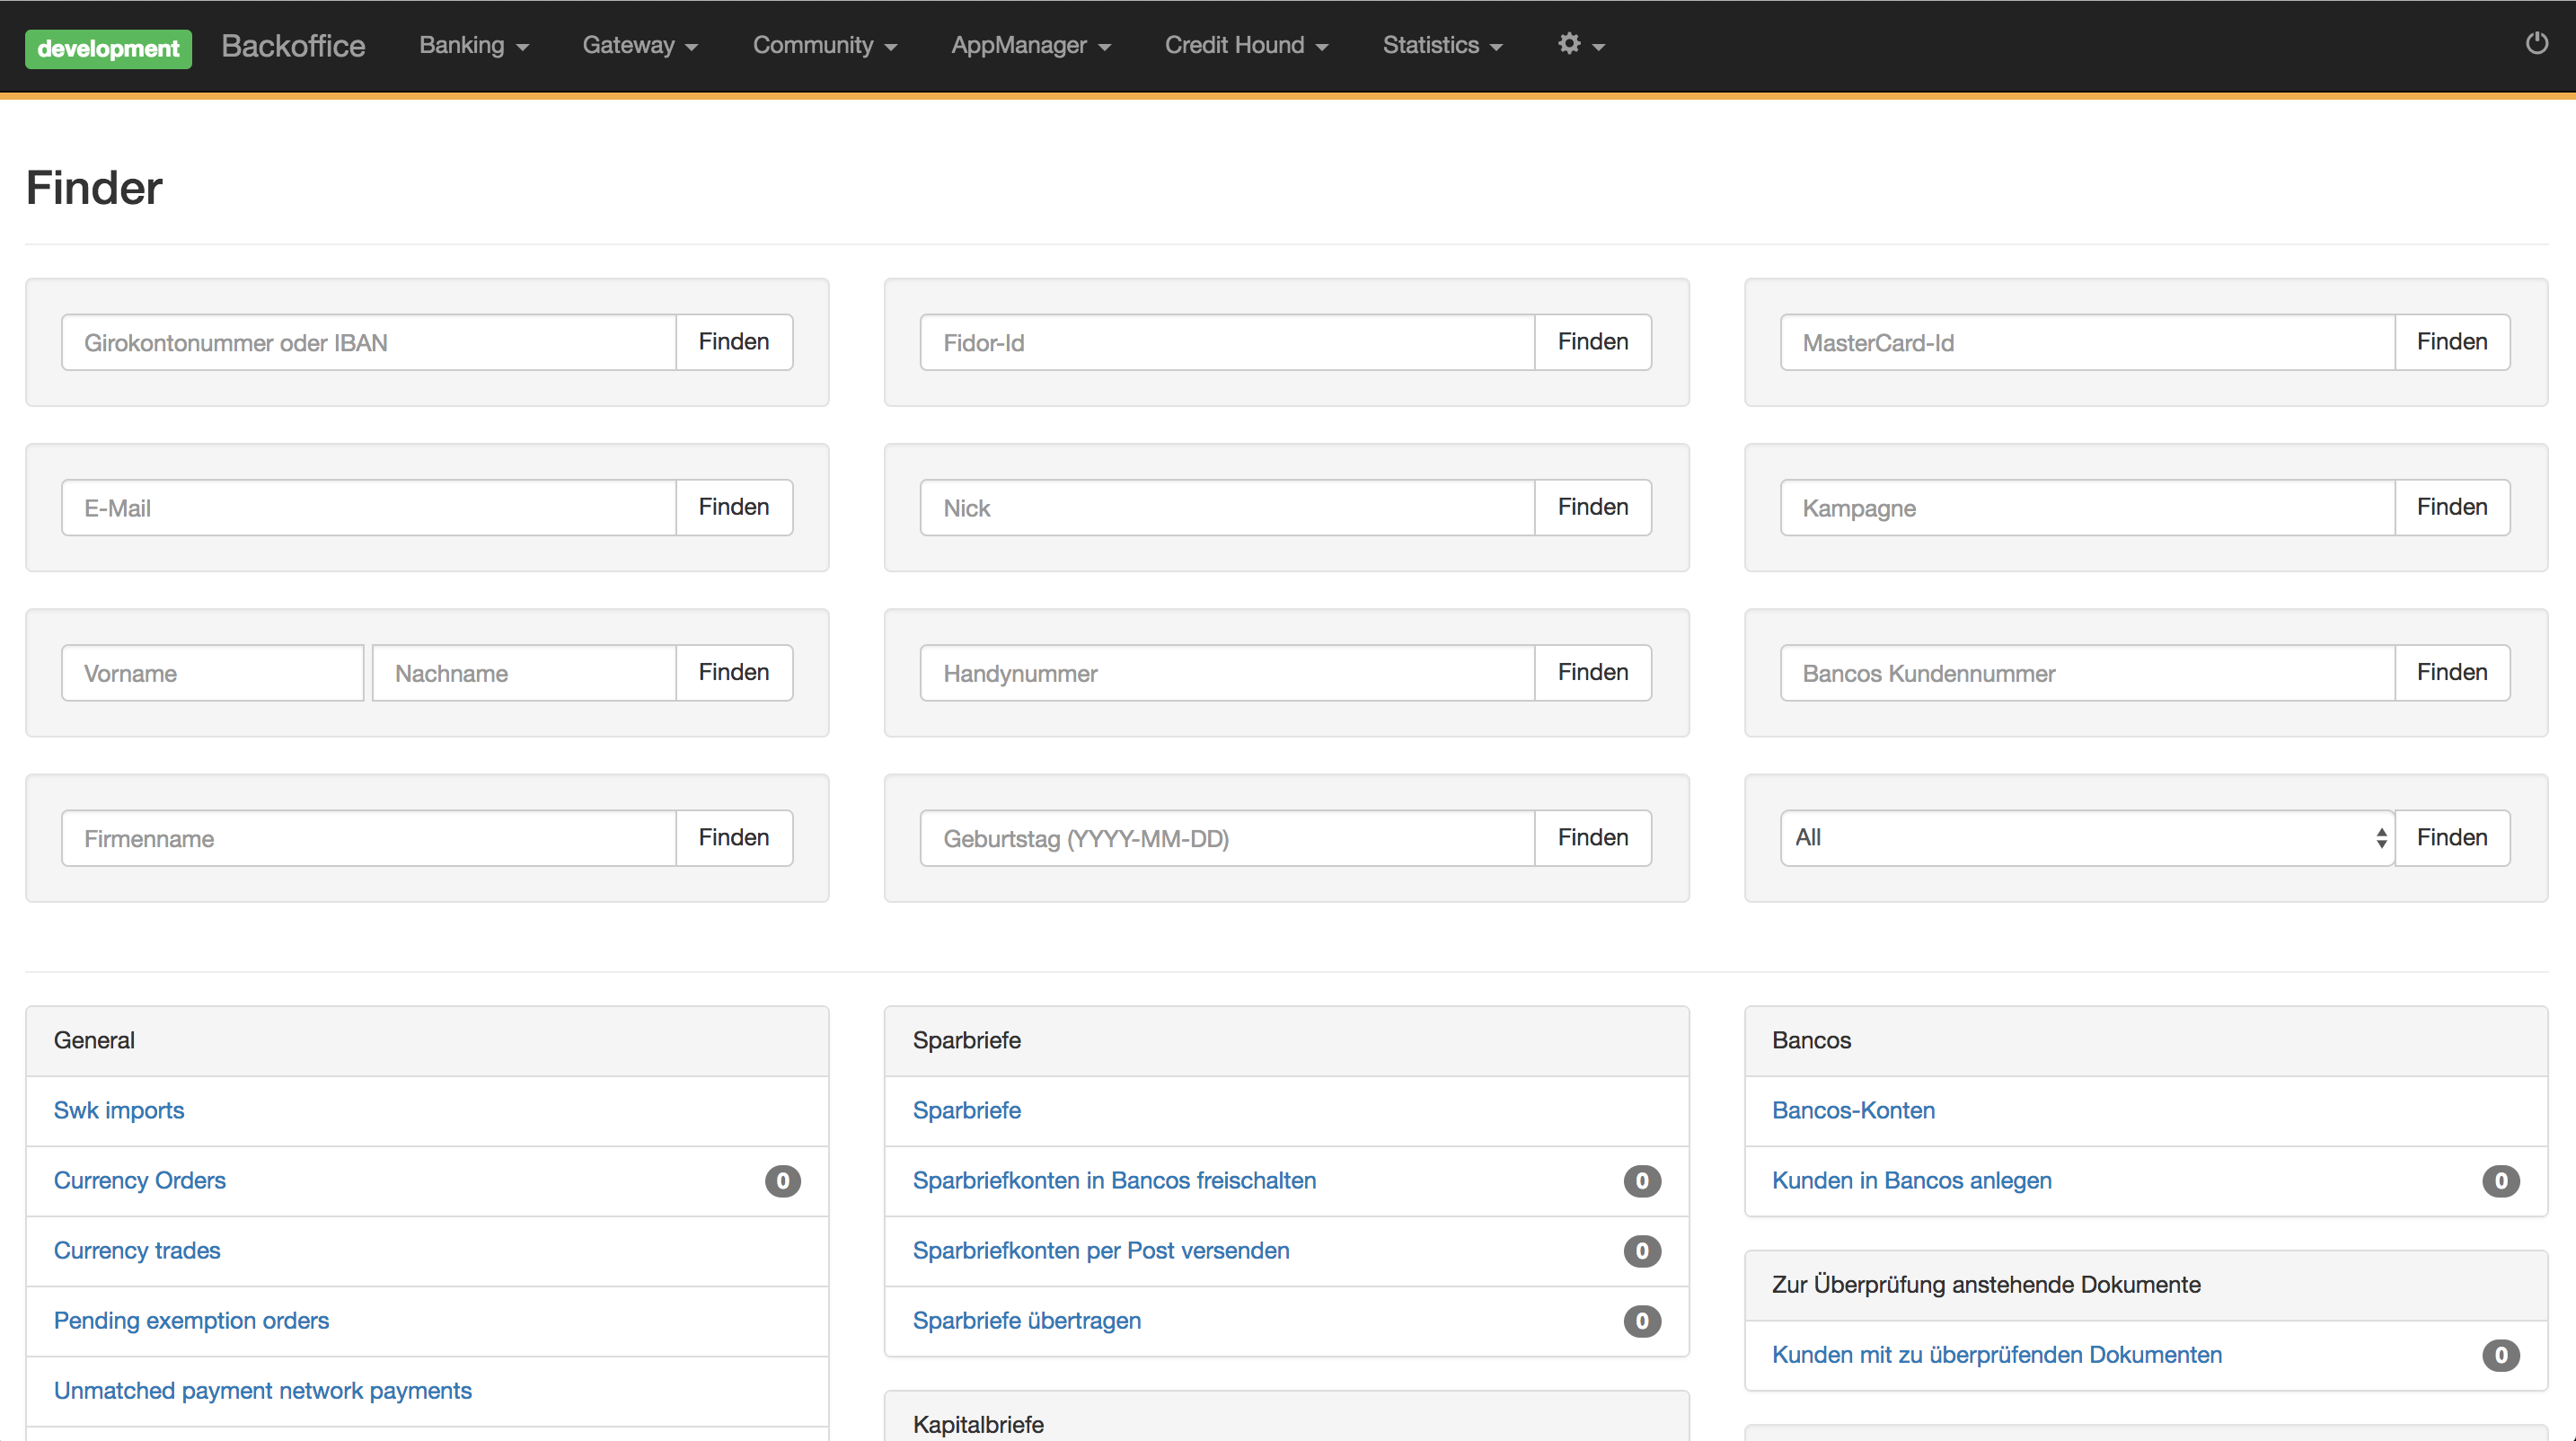 development Backoffice Banking Gateway Community AppManager Credit Hound Statistics
Finder
Girokontonummer oder IBAN Finden
Fidor-Id Finden
MasterCard-Id Finden
E-Mail Finden
Nick Finden
Kampagne Finden
Vorname Nachname Finden
Handynummer Finden
Bancos Kundennummer Finden
Firmenname Finden
Geburtstag (YYYY-MM-DD) Finden
All Finden
General
Swk imports
Currency Orders 0
Currency trades
Pending exemption orders
Unmatched payment network payments
Sparbriefe
Sparbriefe
Sparbriefkonten in Bancos freischalten 0
Sparbriefkonten per Post versenden 0
Sparbriefe übertragen 0
Kapitalbriefe
Bancos
Bancos-Konten
Kunden in Bancos anlegen 0
Zur Überprüfung anstehende Dokumente
Kunden mit zu überprüfenden Dokumenten 0